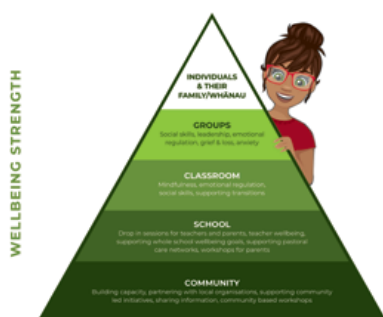 WELLBEING STRENGTH
INDIVIDUALS
& THEIR
FAMILY/WHĀNAU
GROUPS
Social skills, leadership, emotional
regulation, grief & loss, anxiety
CLASSROOM
Mindfulness, emotional regulation,
social skills, supporting transitions
SCHOOL
Drop in sessions for teachers and parents, teacher wellbeing,
supporting whole school wellbeing goals, supporting pastoral
care networks, workshops for parents
COMMUNITY
Building capacity, partnering with local organisations, supporting community
led initiatives, sharing information, community based workshops